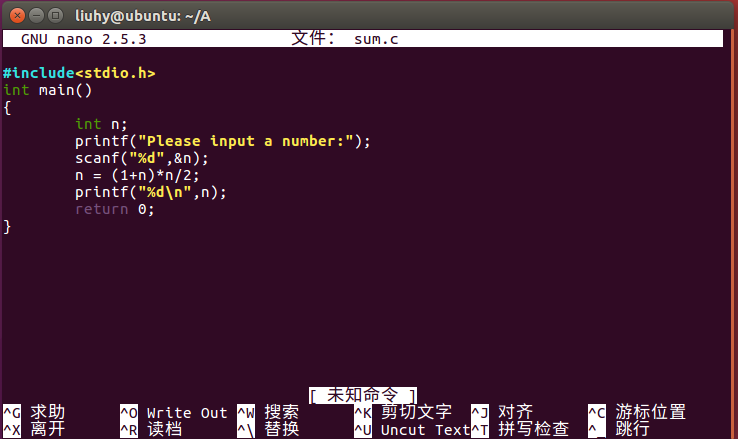 liuhy@ubuntu: ~/A
GNU nano 2.5.3 文件： sum.c
#include<stdio.h>
int main()
{
int n;
printf("Please input a number:");
scanf("%d",&n);
n = (1+n)*n/2;
printf("%d\n",n);
return 0;
}
[ 未知命令 ]
^G 求助 ^O Write Out ^W 搜索 ^K 剪切文字 ^J 对齐 ^C 游标位置
^X 离开 ^R 读档 ^\ 替换 ^U Uncut Text ^T 拼写检查 ^_ 跳行